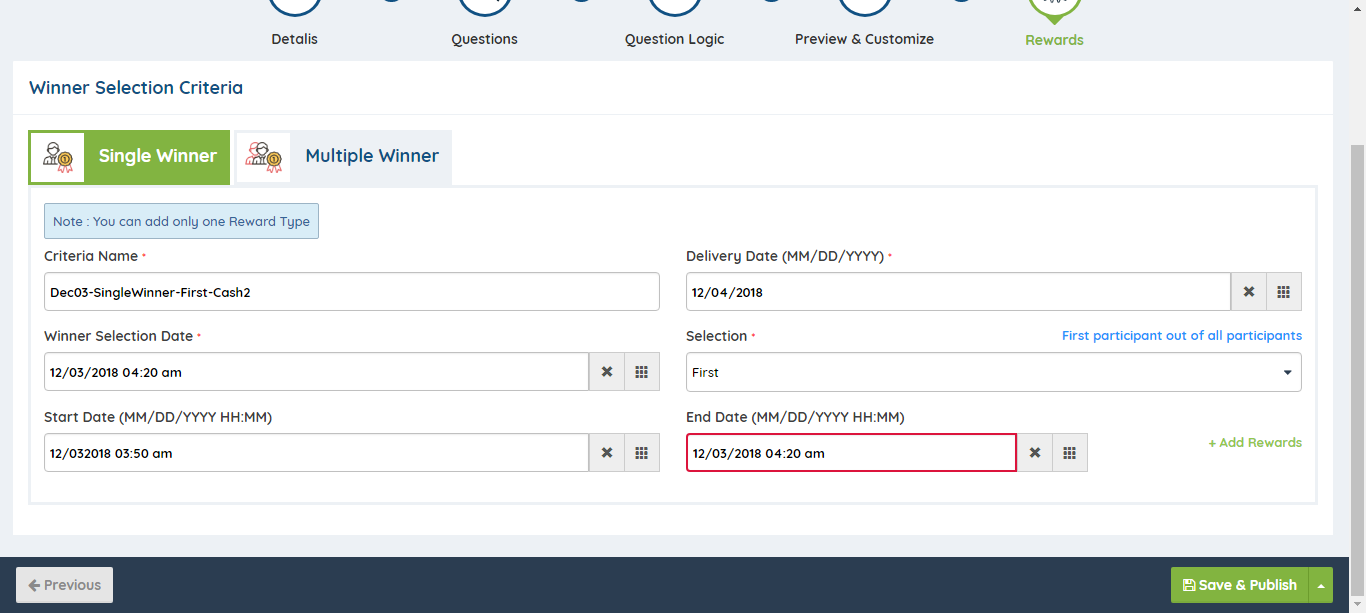 Detalis
Questions
Question Logic
Preview & Customize
Rewards
Winner Selection Criteria
Single Winner
Multiple Winner
Note : You can add only one Reward Type
Criteria Name *
Delivery Date (MM/DD/YYYY) *
Dec03-SingleWinner-First-Cash2
12/04/2018
Winner Selection Date *
Selection *
First participant out of all participants
12/03/2018 04:20 am
First
Start Date (MM/DD/YYYY HH:MM)
End Date (MM/DD/YYYY HH:MM)
12/032018 03:50 am
12/03/2018 04:20 am
+ Add Rewards
Previous
Save & Publish